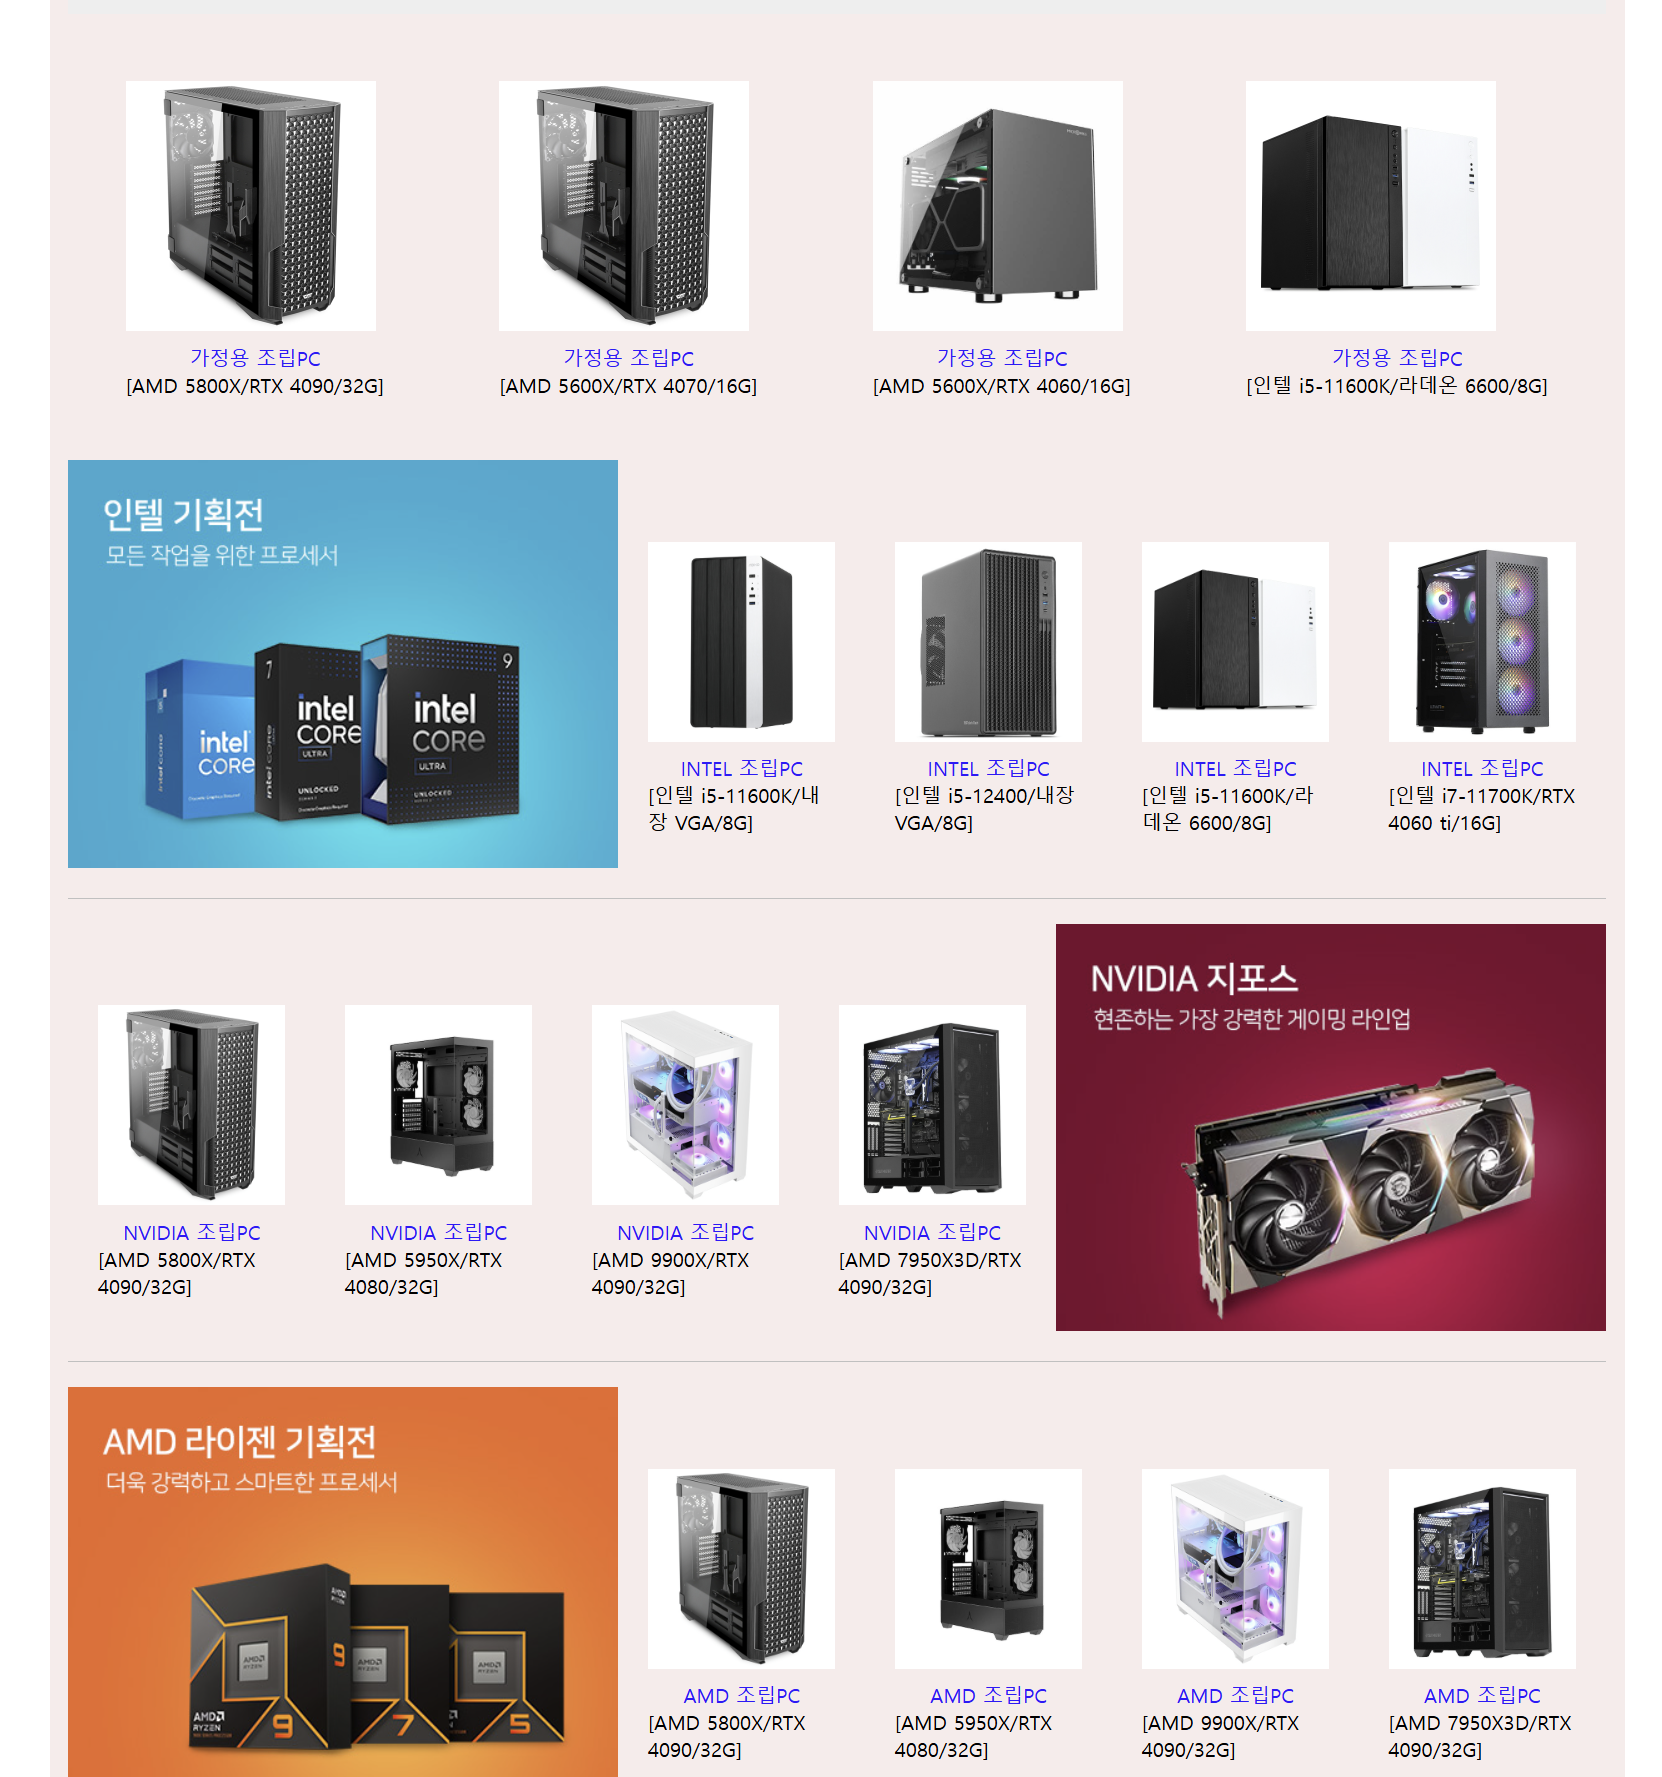 가정용 조립PC
[AMD 5800X/RTX 4090/32G]
가정용 조립PC
[AMD 5600X/RTX 4070/16G]
가정용 조립PC
[AMD 5600X/RTX 4060/16G]
가정용 조립PC
[인텔 i5-11600K/라데온 6600/8G]
인텔 기획전
모든 작업을 위한 프로세서
intel
CORE
7
intel
CORE
ULTRA
UNLOCKED
9
intel
CORE
ULTRA
UNLOCKED
INTEL 조립PC
[인텔 i5-11600K/내
장 VGA/8G]
INTEL 조립PC
[인텔 i5-12400/내장
VGA/8G]
INTEL 조립PC
[인텔 i5-11600K/라
데온 6600/8G]
INTEL 조립PC
[인텔 i7-11700K/RTX
4060 ti/16G]
NVIDIA 조립PC
[AMD 5800X/RTX
4090/32G]
NVIDIA 조립PC
[AMD 5950X/RTX
4080/32G]
NVIDIA 조립PC
[AMD 9900X/RTX
4090/32G]
NVIDIA 조립PC
[AMD 7950X3D/RTX
4090/32G]
NVIDIA 지포스
현존하는 가장 강력한 게이밍 라인업
AMD 라이젠 기획전
더욱 강력하고 스마트한 프로세서
AMD
9
AMD
RYZEN
AMD
RYZEN
9
AMD
RYZEN
7
AMD
RYZEN
5
AMD 조립PC
[AMD 5800X/RTX
4090/32G]
AMD 조립PC
[AMD 5950X/RTX
4080/32G]
AMD 조립PC
[AMD 9900X/RTX
4090/32G]
AMD 조립PC
[AMD 7950X3D/RTX
4090/32G]